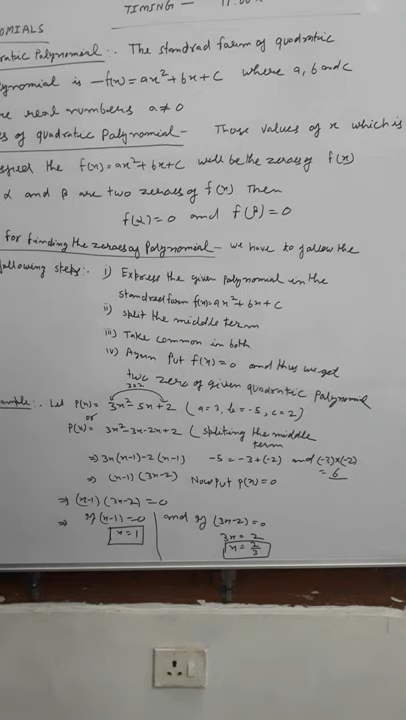 TIMING - 11:00
OMIALS
ratic Polynomial :- The standrad farum of quadratic
lynomial is - f(x) = ax² + bx + c where a, b and c
re real numbers a ≠ 0
es of quadratic Polynomial - Those values of x which is
the f(x) = ax² + bx + c will be the zeroes of f(x)
α and β are two zeroes of f(x) Then
f(α) = 0 and f(β) = 0
for finding the zeroes of Polynomial - we have to follow the
following steps:- i) Express the given polynomial in the
standrad form f(x) = ax² + bx + c
ii) split the middle term
iii) Take common in both
iv) Again Put f(x) = 0 and thus we get
two zero of given quadratic Polynomial
3×2
ample:- Let P(x) = 3x² - 5x + 2 (a = 3, b = -5, c = 2)
or
P(x) = 3x² - 3x - 2x + 2 (spliting the middle
term
⇒ 3x(x-1) - 2(x-1) -5 = -3 + (-2) and (-3)×(-2)
= 6
⇒ (x-1) (3x-2) Now Put P(x) = 0
⇒ (x-1) (3x-2) = 0
⇒ If (x-1) = 0 and If (3x-2) = 0
x = 1 3x = 2
x = 2/3